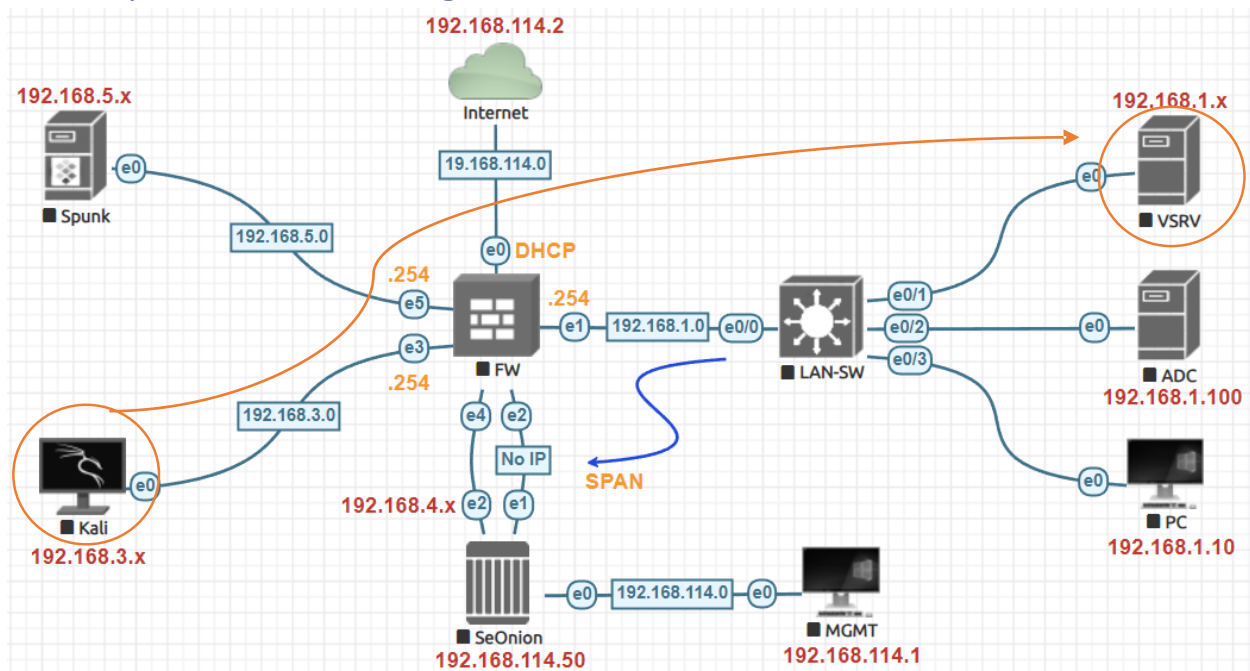 192.168.114.2
192.168.5.x
192.168.1.x
Internet
e0
19.168.114.0
e0
Spunk
VSRV
192.168.5.0
e0
DHCP
.254
e5
.254
e0/1
e1
192.168.1.0
e0/0
e0/2
e0
e3
FW
LAN-SW
e0/3
ADC
.254
192.168.1.100
192.168.3.0
e4
e2
No IP
SPAN
e0
e0
192.168.4.x
e2
e1
Kali
PC
192.168.3.x
192.168.1.10
e0
192.168.114.0
e0
SeOnion
MGMT
192.168.114.50
192.168.114.1